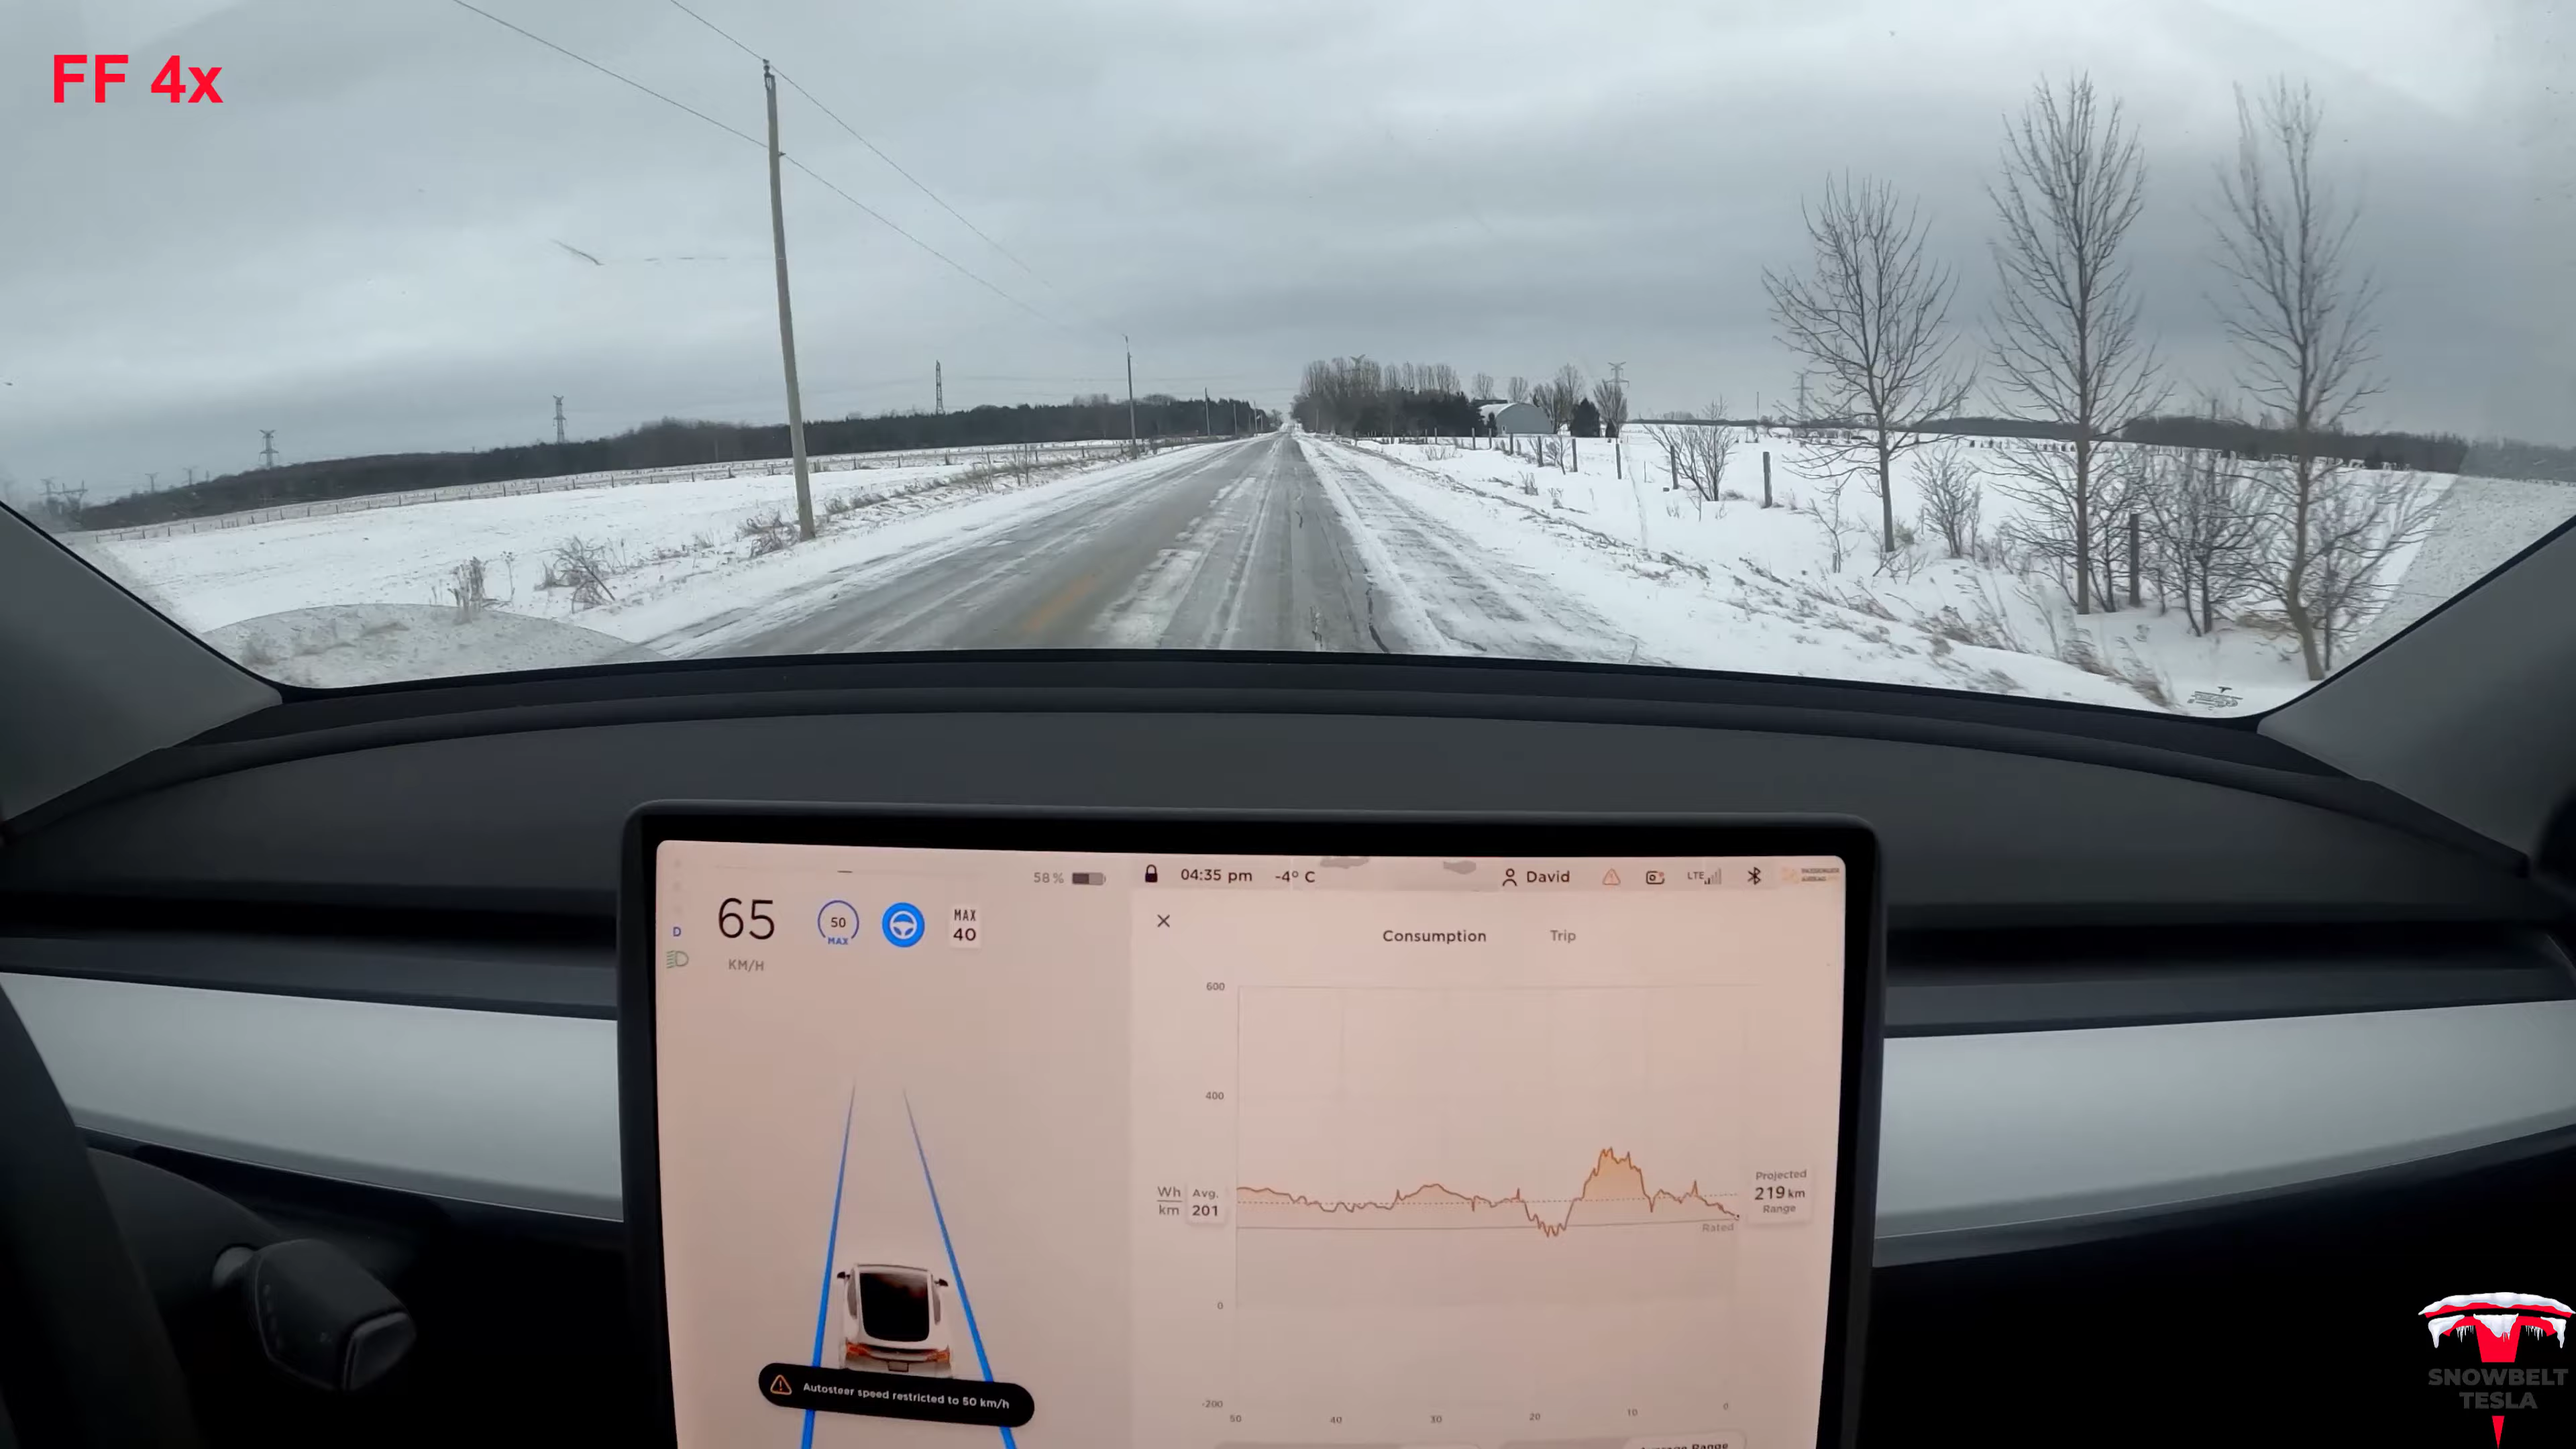 FF 4x
58%
04:35 pm
-4° C
David
LTE
65
KM/H
50
MAX
MAX
40
D
Consumption
Trip
600
400
Wh
km
Avg.
201
Projected
219 km
Range
Rated
0
-200
50
40
30
20
10
0
Autosteer speed restricted to 50 km/h
Average Range
SNOWBELT
TESLA